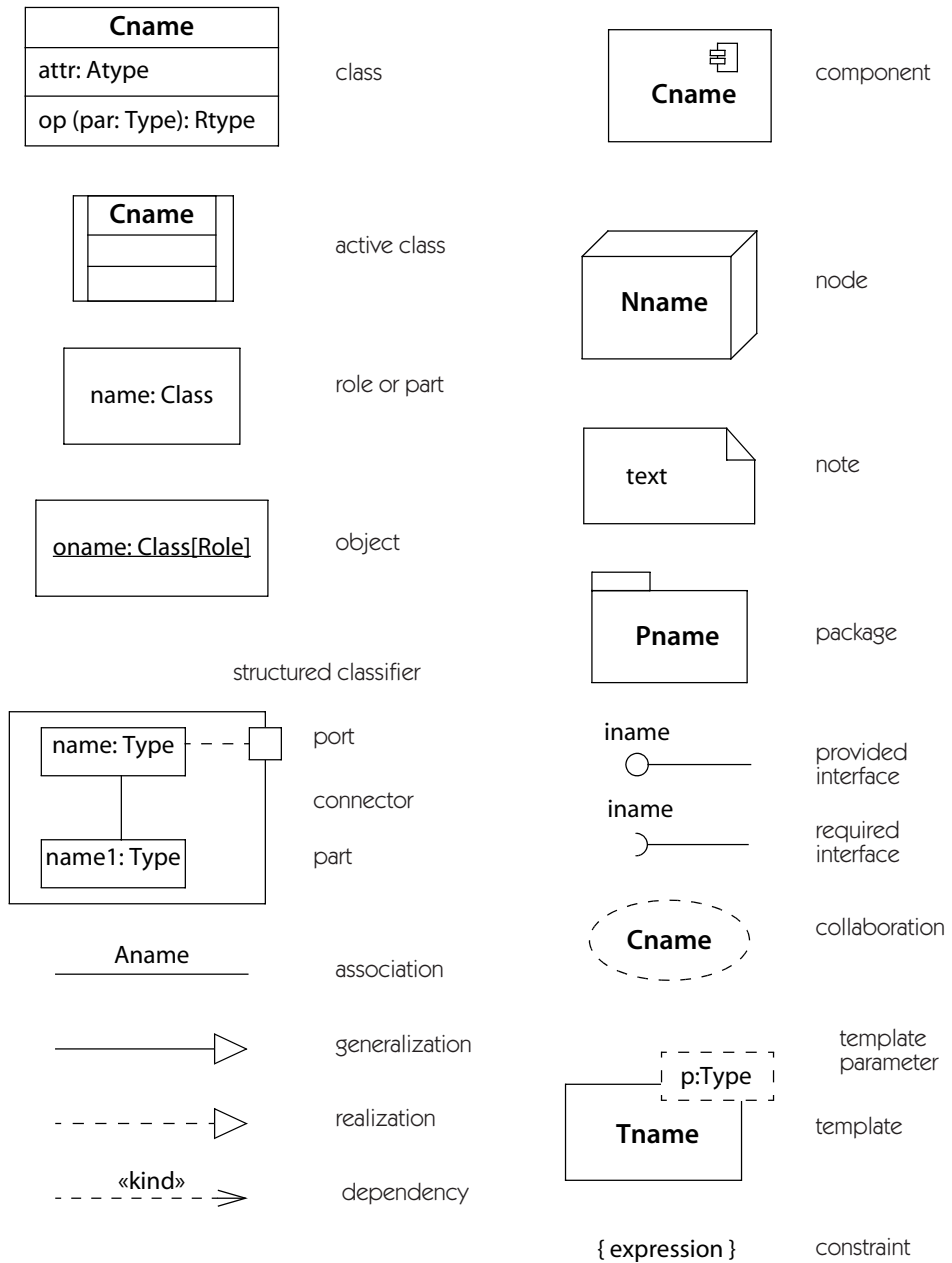 Cname
attr: Atype
op (par: Type): Rtype
class
Cname
active class
name: Class
role or part
oname: Class[Role]
object
structured classifier
name: Type
port
connector
name1: Type
part
Aname
association
generalization
realization
«kind»
dependency
Cname
component
Nname
node
text
note
Pname
package
iname
provided
interface
iname
required
interface
Cname
collaboration
template
parameter
p:Type
Tname
template
{ expression }
constraint